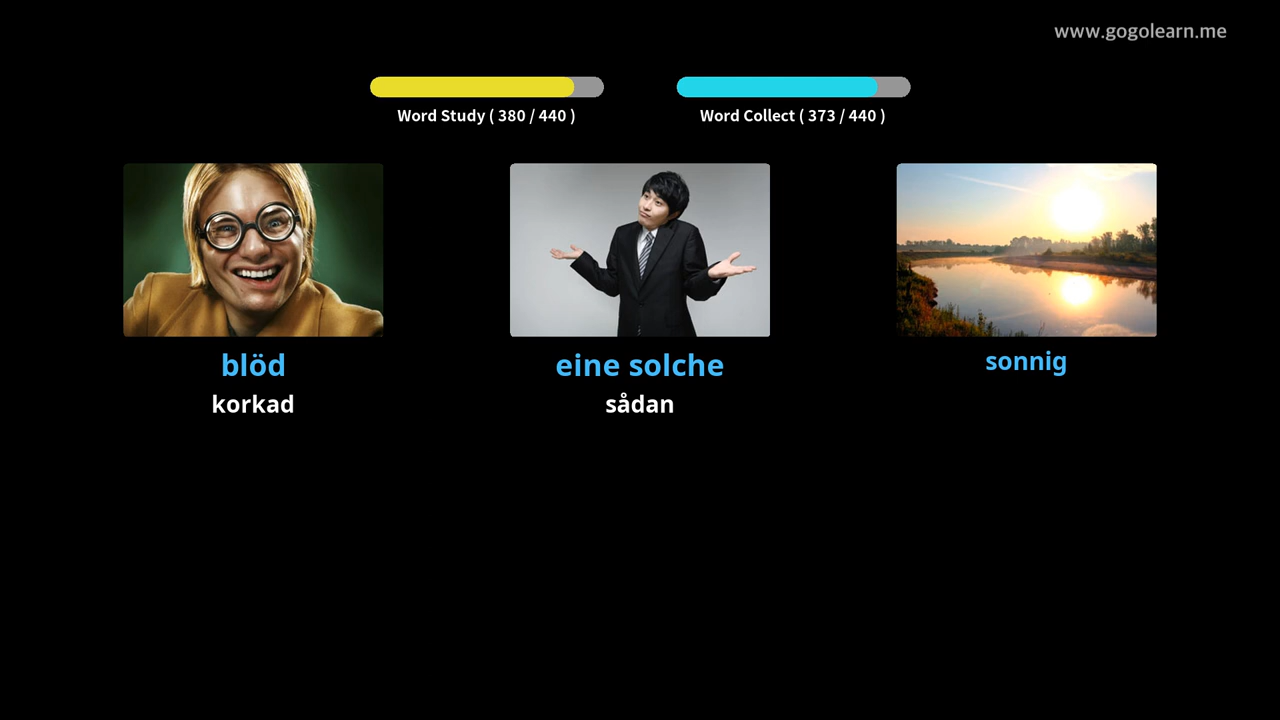 www.gogolearn.me
Word Study ( 380 / 440 )
Word Collect ( 373 / 440 )
blöd
eine solche
sonnig
korkad
sådan